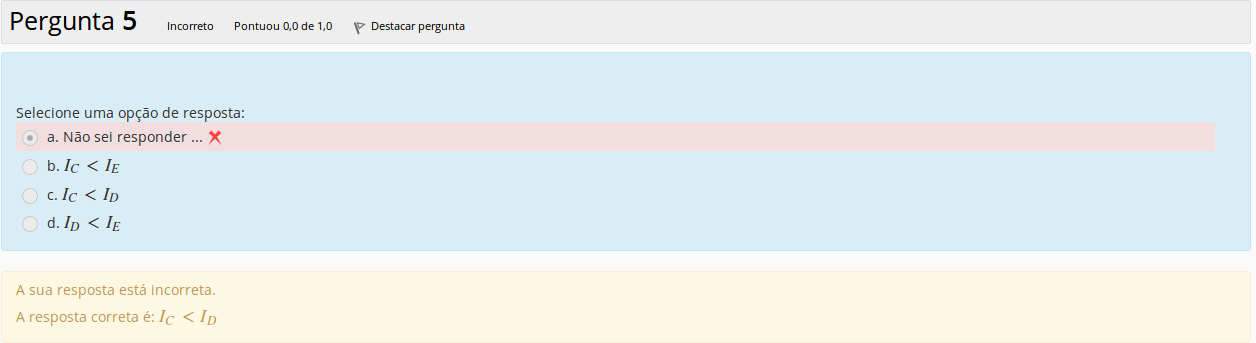 Pergunta 5 Incorreto Pontuou 0,0 de 1,0 Destacar pergunta
Selecione uma opção de resposta:
a. Não sei responder ...
b. I_C < I_E
c. I_C < I_D
d. I_D < I_E
A sua resposta está incorreta.
A resposta correta é: I_C < I_D